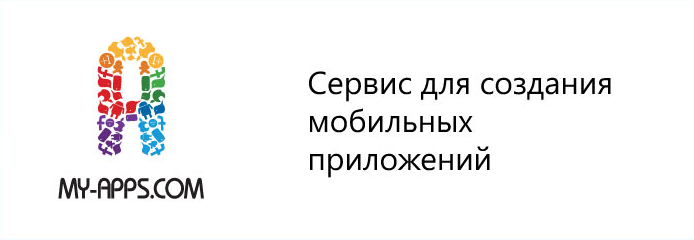 MY-APPS.COM
Сервис для создания
мобильных
приложений